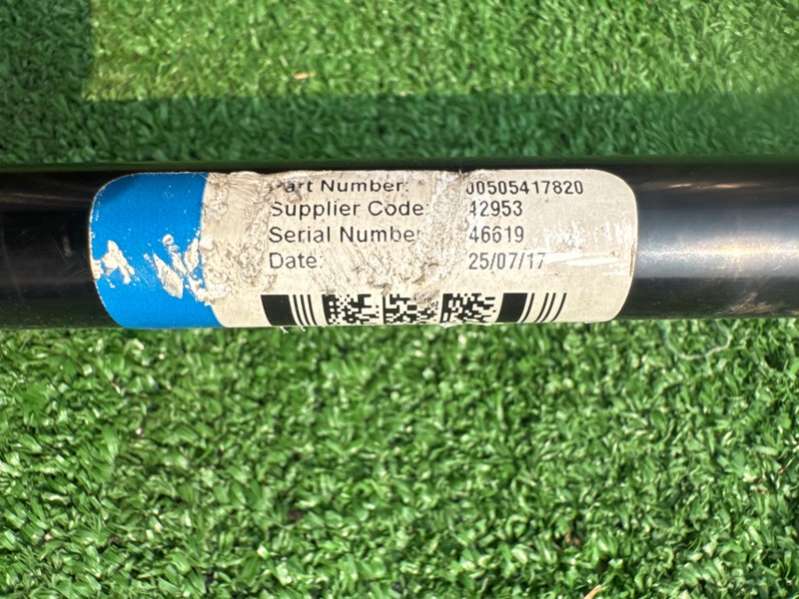 Part Number: 00505417820
Supplier Code: 42953
Serial Number 46619
Date: 25/07/17